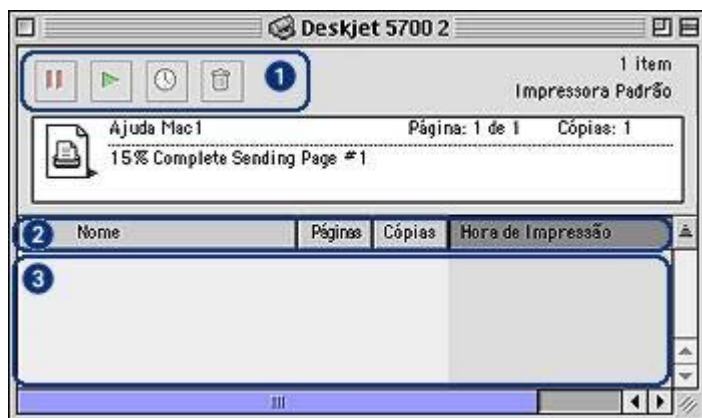 Deskjet 5700 2
1
1 item
Impressora Padrão
Ajuda Mac1 Página: 1 de 1 Cópias: 1
15% Complete Sending Page #1
2 Nome Páginas Cópias Hora de Impressão
3